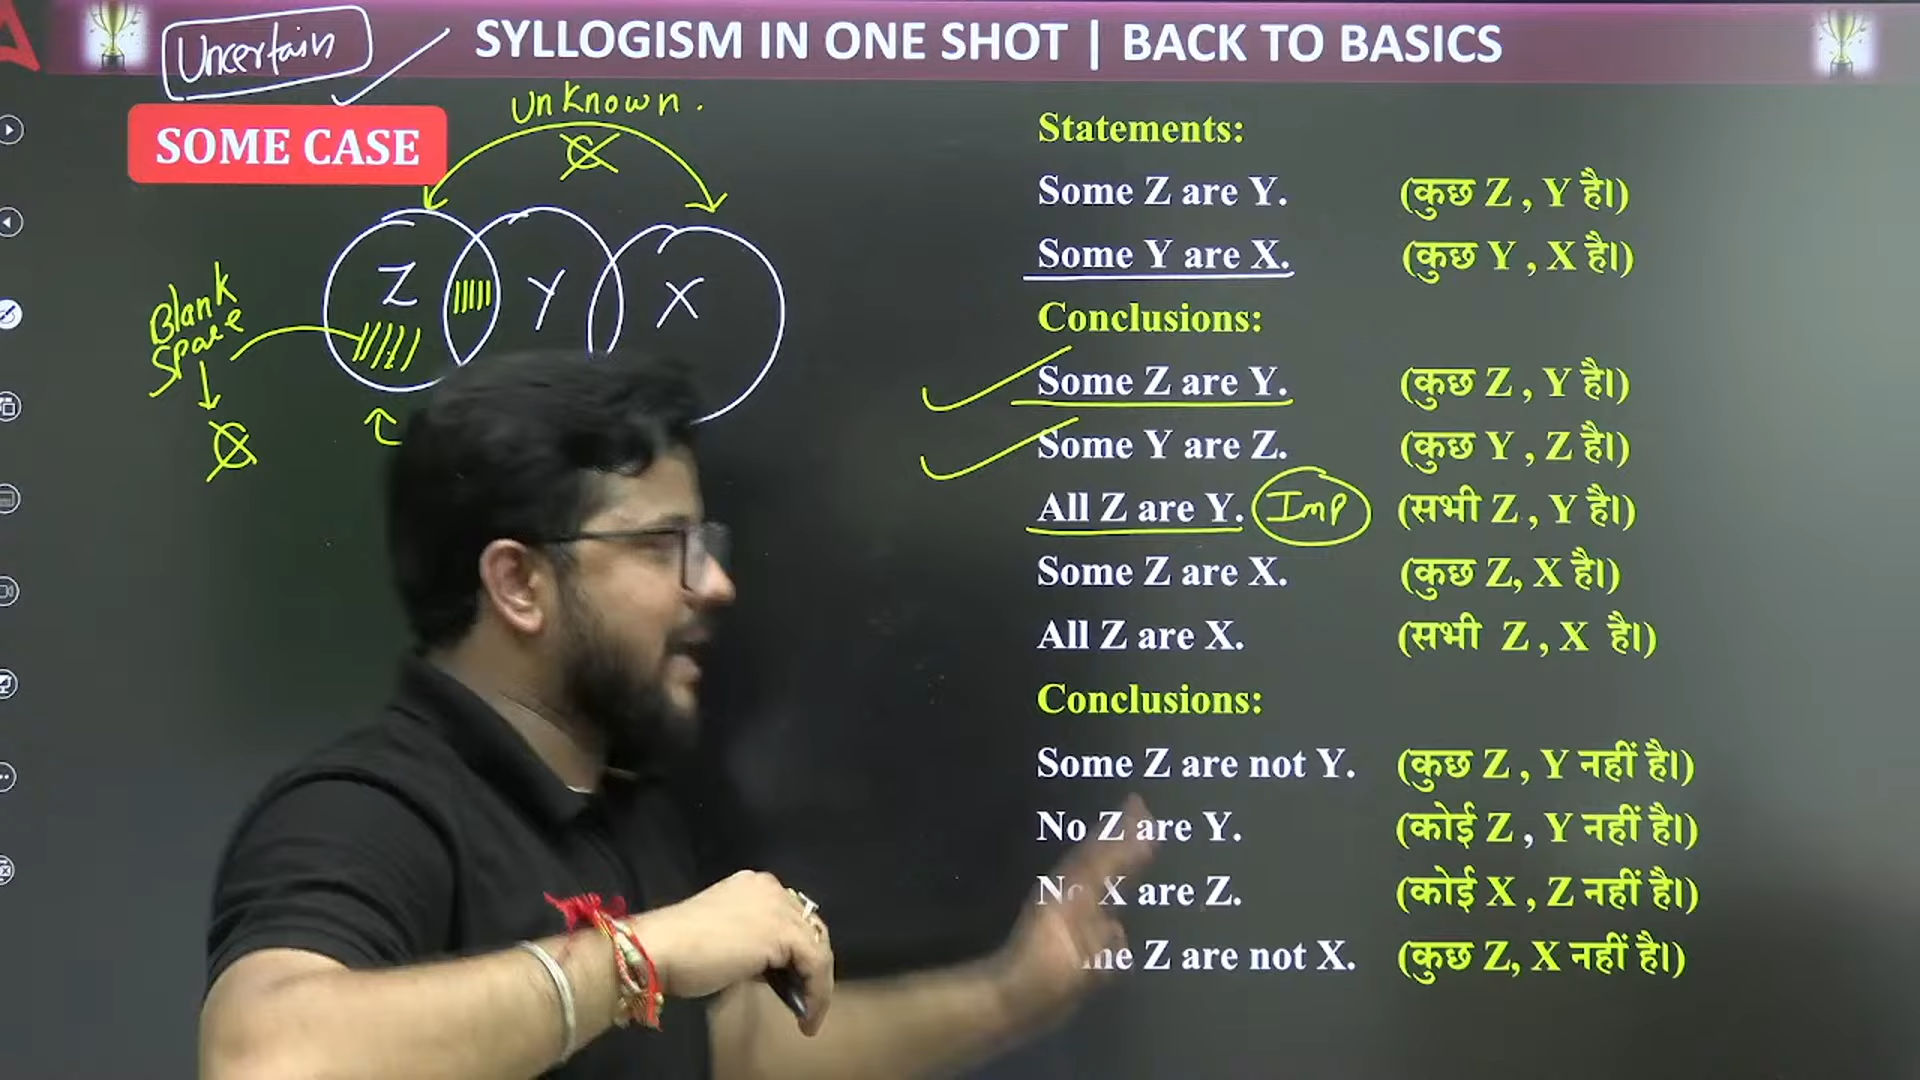 SYLLOGISM IN ONE SHOT | BACK TO BASICS
Uncertain
SOME CASE
Unknown.
Z Y X
Blank
Space
Statements:
Some Z are Y. (कुछ Z , Y है।)
Some Y are X. (कुछ Y , X है।)
Conclusions:
Some Z are Y. (कुछ Z , Y है।)
Some Y are Z. (कुछ Y , Z है।)
All Z are Y. Imp (सभी Z , Y है।)
Some Z are X. (कुछ Z, X है।)
All Z are X. (सभी Z , X है।)
Conclusions:
Some Z are not Y. (कुछ Z , Y नहीं है।)
No Z are Y. (कोई Z , Y नहीं है।)
X are Z. (कोई X , Z नहीं है।)
Z are not X. (कुछ Z, X नहीं है।)